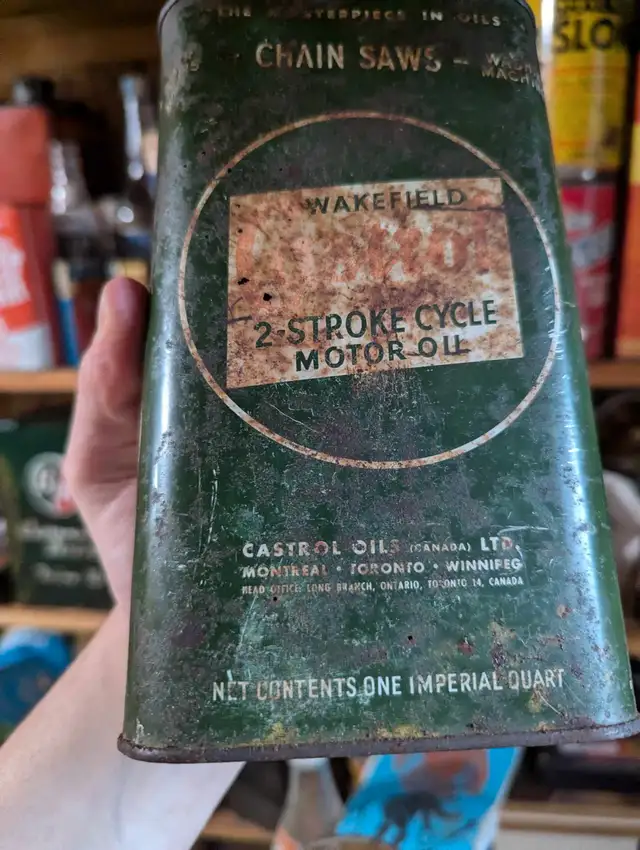 THE MASTERPIECE IN OILS
CHAIN SAWS -
WAKEFIELD
2-STROKE CYCLE
MOTOR OIL
CASTROL OILS (CANADA) LTD.
MONTREAL • TORONTO • WINNIPEG
HEAD OFFICE: LONG BRANCH, ONTARIO, TORONTO 14, CANADA
NET CONTENTS ONE IMPERIAL QUART
SLO